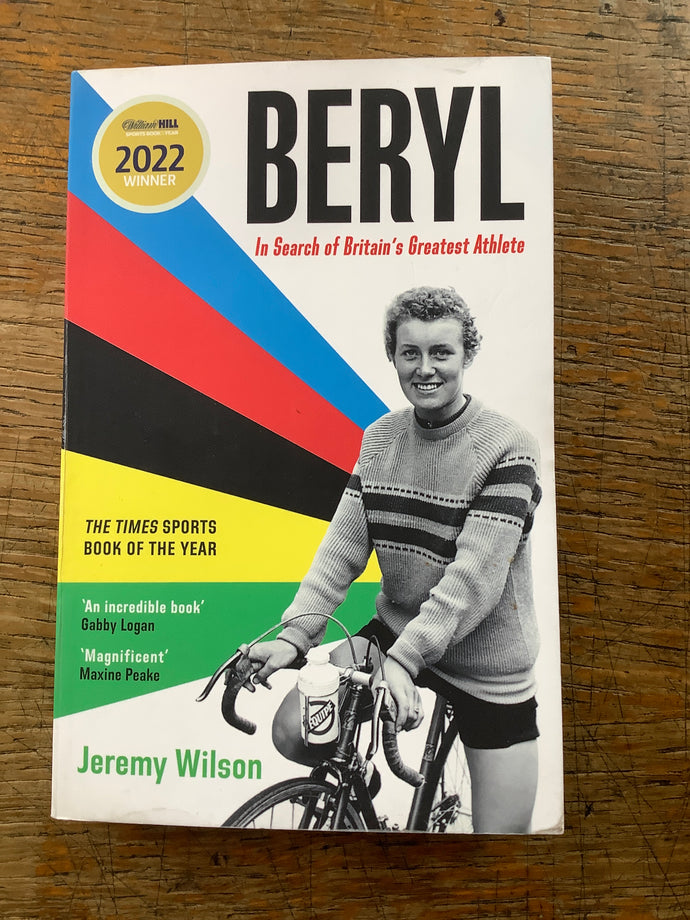 William HILL
SPORTS BOOK OF THE YEAR
2022
WINNER
BERYL
In Search of Britain's Greatest Athlete
THE TIMES SPORTS
BOOK OF THE YEAR
'An incredible book'
Gabby Logan
'Magnificent'
Maxine Peake
EQUIPE
Jeremy Wilson